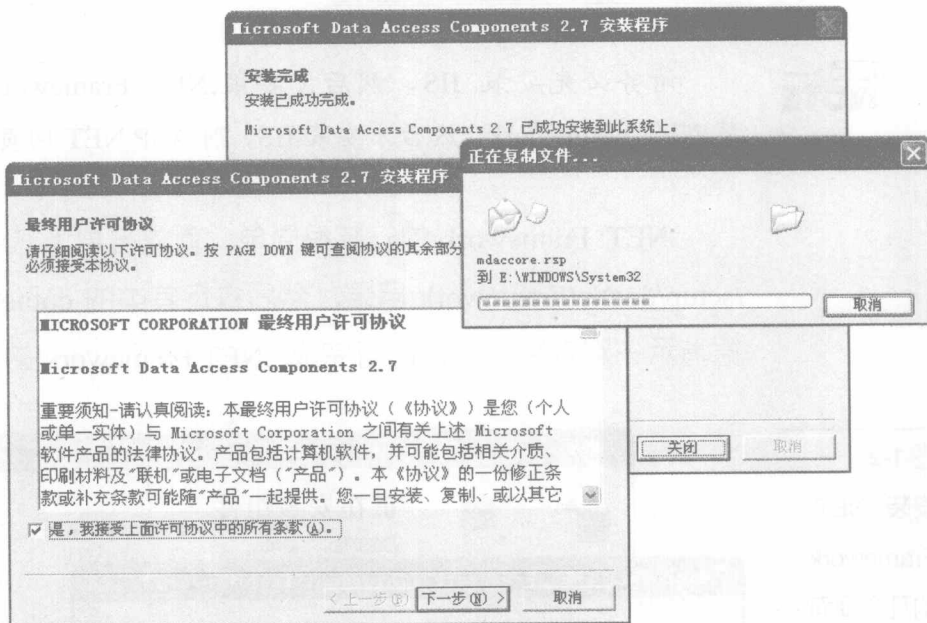 Microsoft Data Access Components 2.7 安装程序
安装完成
安装已成功完成。
Microsoft Data Access Components 2.7 已成功安装到此系统上。
正在复制文件...
mdaccore.rsp
到 E:\WINDOWS\System32
取消
关闭
取消
Microsoft Data Access Components 2.7 安装程序
最终用户许可协议
请仔细阅读以下许可协议。按 PAGE DOWN 键可查阅协议的其余部分
必须接受本协议。
MICROSOFT CORPORATION 最终用户许可协议
Microsoft Data Access Components 2.7
重要须知-请认真阅读：本最终用户许可协议（《协议》）是您（个人
或单一实体）与 Microsoft Corporation 之间有关上述 Microsoft
软件产品的法律协议。产品包括计算机软件，并可能包括相关介质、
印刷材料及"联机"或电子文档（"产品"）。本《协议》的一份修正条
款或补充条款可能随"产品"一起提供。您一旦安装、复制、或以其它
是，我接受上面许可协议中的所有条款(A)。
<上一步(B) 下一步(N) > 取消